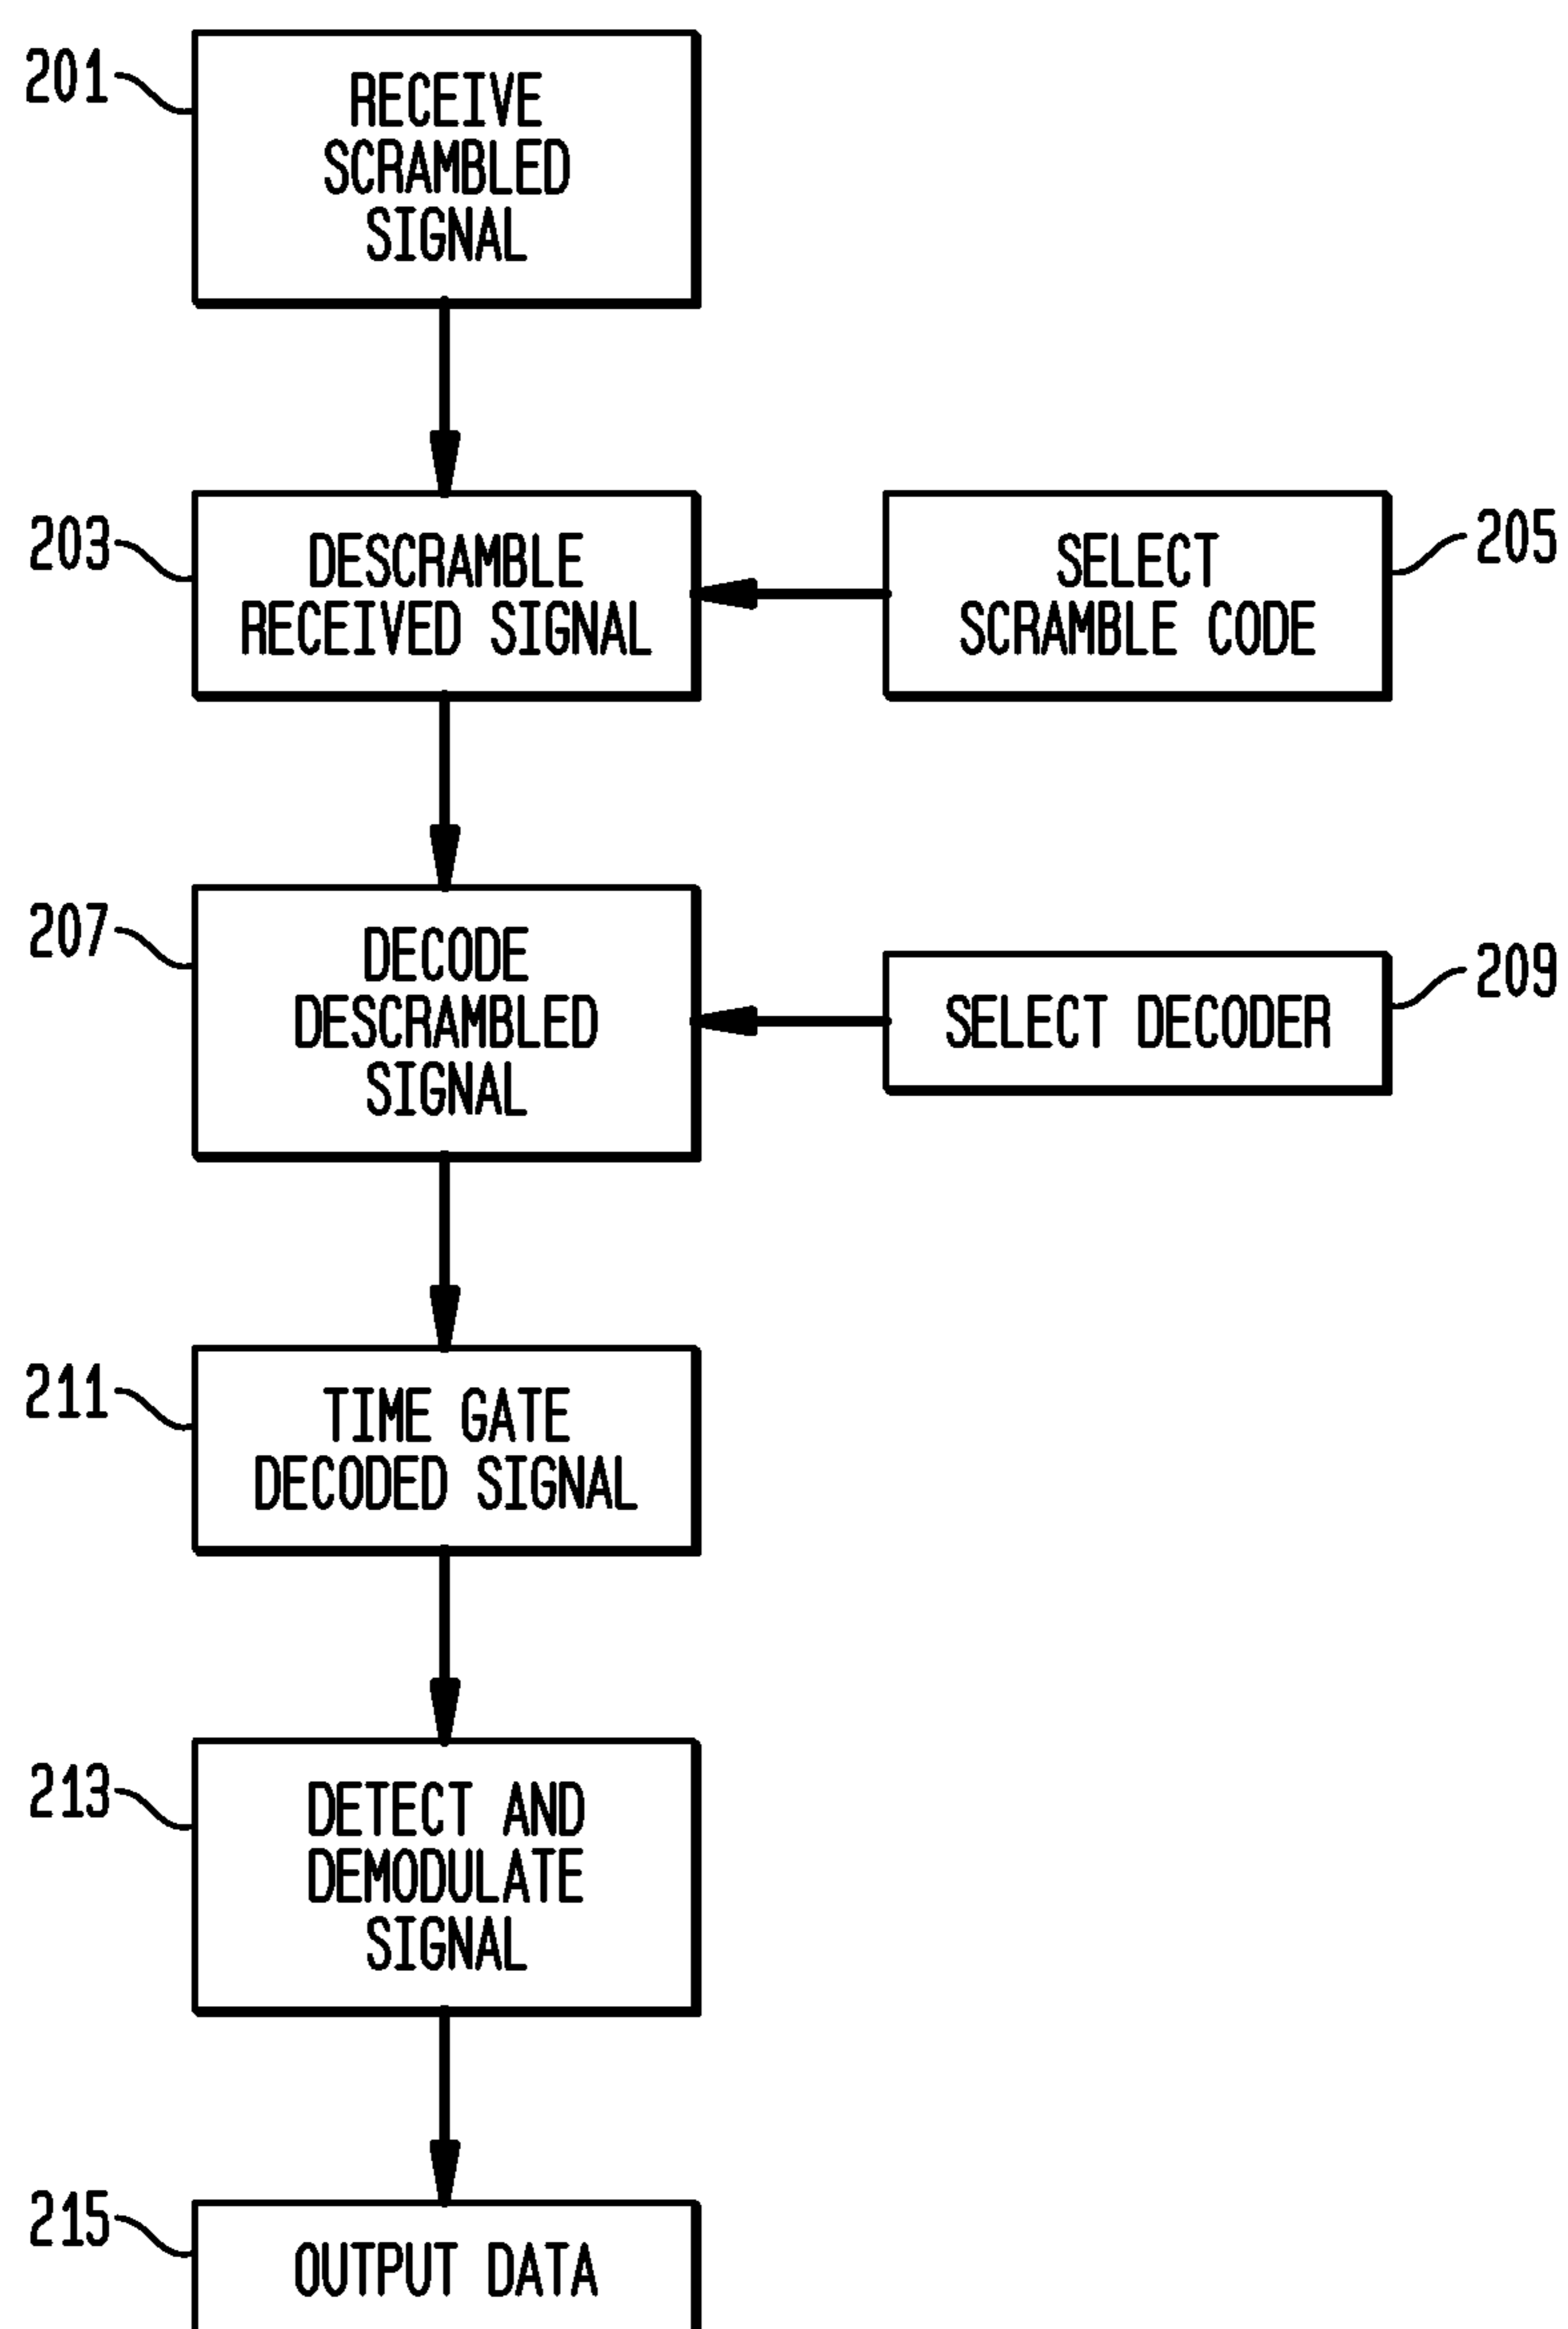 201
RECEIVE
SCRAMBLED
SIGNAL
203
DESCRAMBLE
RECEIVED SIGNAL
SELECT
SCRAMBLE CODE
205
207
DECODE
DESCRAMBLED
SIGNAL
SELECT DECODER
209
211
TIME GATE
DECODED SIGNAL
213
DETECT AND
DEMODULATE
SIGNAL
215
OUTPUT DATA